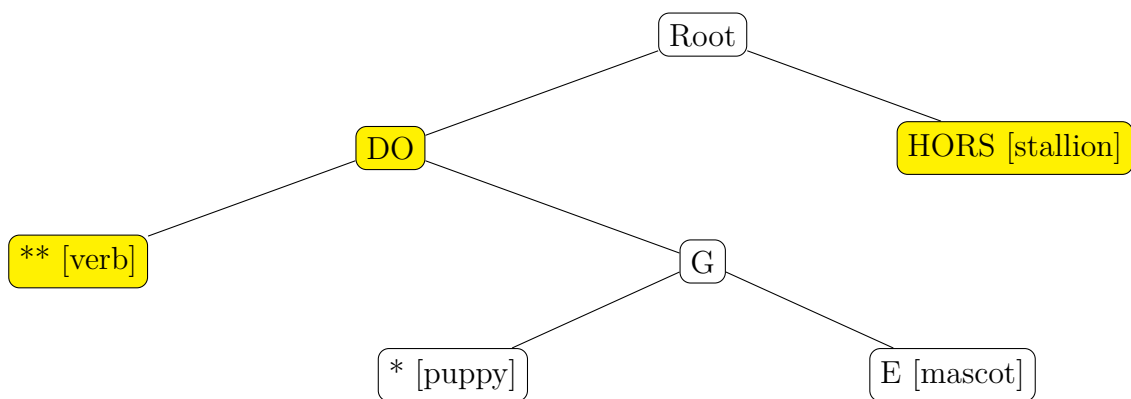 Root
DO
HORS [stallion]
** [verb]
G
* [puppy]
E [mascot]